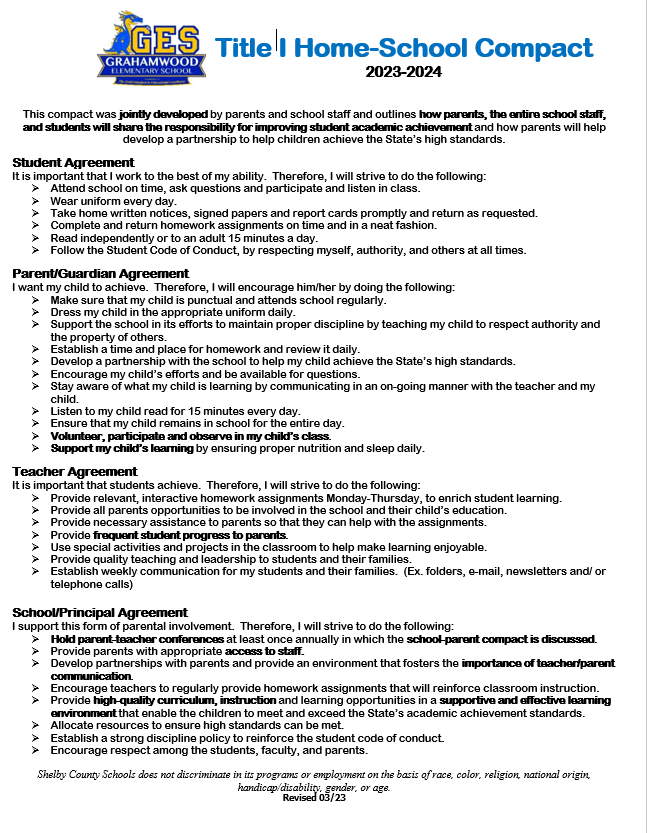 GES
GRAHAMWOOD
ELEMENTARY SCHOOL
Title I Home-School Compact
2023-2024
This compact was jointly developed by parents and school staff and outlines how parents, the entire school staff,
and students will share the responsibility for improving student academic achievement and how parents will help
develop a partnership to help children achieve the State's high standards.
Student Agreement
It is important that I work to the best of my ability. Therefore, I will strive to do the following:
➢ Attend school on time, ask questions and participate and listen in class.
➢ Wear uniform every day.
➢ Take home written notices, signed papers and report cards promptly and return as requested.
➢ Complete and return homework assignments on time and in a neat fashion.
➢ Read independently or to an adult 15 minutes a day.
➢ Follow the Student Code of Conduct, by respecting myself, authority, and others at all times.
Parent/Guardian Agreement
I want my child to achieve. Therefore, I will encourage him/her by doing the following:
➢ Make sure that my child is punctual and attends school regularly.
➢ Dress my child in the appropriate uniform daily.
➢ Support the school in its efforts to maintain proper discipline by teaching my child to respect authority and
the property of others.
➢ Establish a time and place for homework and review it daily.
➢ Develop a partnership with the school to help my child achieve the State's high standards.
➢ Encourage my child's efforts and be available for questions.
➢ Stay aware of what my child is learning by communicating in an on-going manner with the teacher and my
child.
➢ Listen to my child read for 15 minutes every day.
➢ Ensure that my child remains in school for the entire day.
➢ Volunteer, participate and observe in my child's class.
➢ Support my child's learning by ensuring proper nutrition and sleep daily.
Teacher Agreement
It is important that students achieve. Therefore, I will strive to do the following:
➢ Provide relevant, interactive homework assignments Monday-Thursday, to enrich student learning.
➢ Provide all parents opportunities to be involved in the school and their child's education.
➢ Provide necessary assistance to parents so that they can help with the assignments.
➢ Provide frequent student progress to parents.
➢ Use special activities and projects in the classroom to help make learning enjoyable.
➢ Provide quality teaching and leadership to students and their families.
➢ Establish weekly communication for my students and their families. (Ex. folders, e-mail, newsletters and/ or
telephone calls)
School/Principal Agreement
I support this form of parental involvement. Therefore, I will strive to do the following:
➢ Hold parent-teacher conferences at least once annually in which the school-parent compact is discussed.
➢ Provide parents with appropriate access to staff.
➢ Develop partnerships with parents and provide an environment that fosters the importance of teacher/parent
communication.
➢ Encourage teachers to regularly provide homework assignments that will reinforce classroom instruction.
➢ Provide high-quality curriculum, instruction and learning opportunities in a supportive and effective learning
environment that enable the children to meet and exceed the State's academic achievement standards.
➢ Allocate resources to ensure high standards can be met.
➢ Establish a strong discipline policy to reinforce the student code of conduct.
➢ Encourage respect among the students, faculty, and parents.
Shelby County Schools does not discriminate in its programs or employment on the basis of race, color, religion, national origin,
handicap/disability, gender, or age.
Revised 03/23